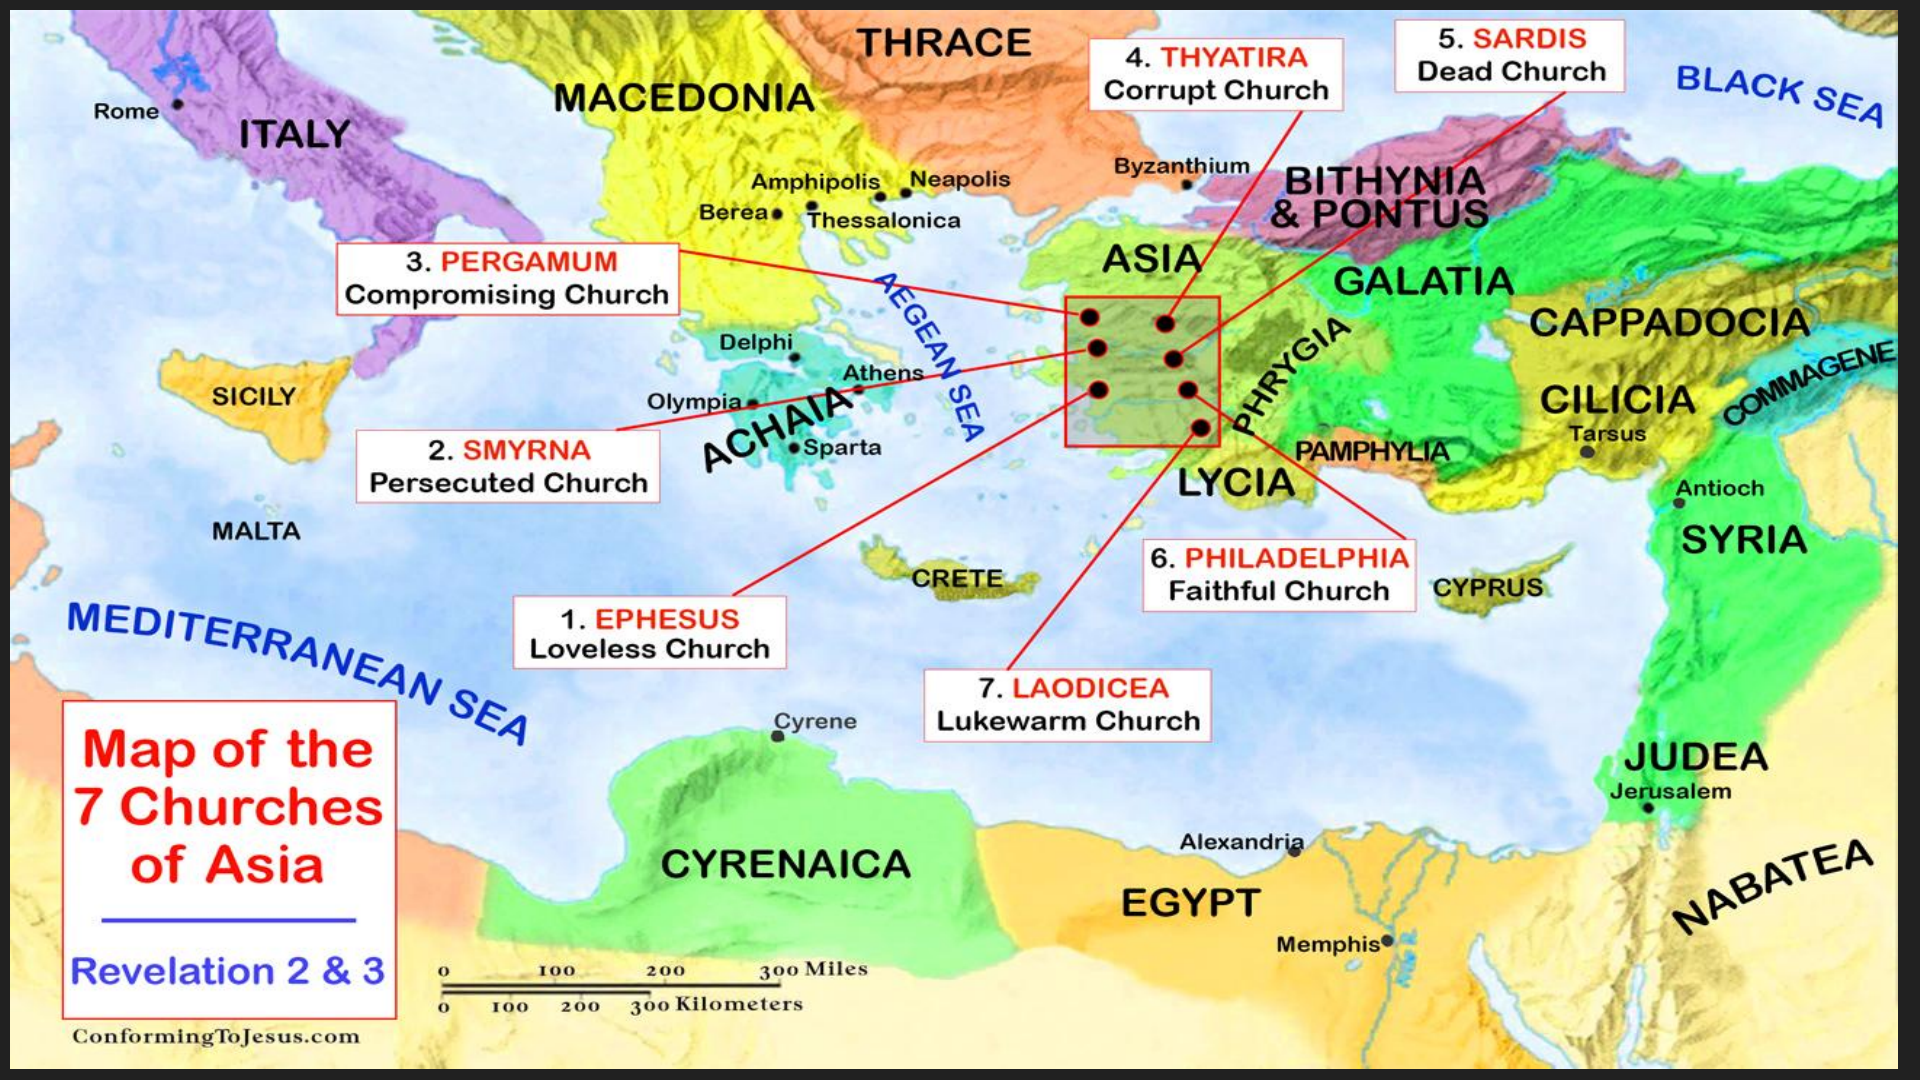 THRACE
4. THYATIRA
Corrupt Church
5. SARDIS
Dead Church
BLACK SEA
MACEDONIA
Rome
ITALY
Byzanthium
BITHYNIA
& PONTUS
Amphipolis
Neapolis
Berea
Thessalonica
3. PERGAMUM
Compromising Church
ASIA
AEGEAN SEA
GALATIA
CAPPADOCIA
COMMAGENE
PHRYGIA
Delphi
Athens
SICILY
Olympia
ACHAIA
Sparta
CILICIA
Tarsus
2. SMYRNA
Persecuted Church
PAMPHYLIA
LYCIA
Antioch
SYRIA
MALTA
CRETE
6. PHILADELPHIA
Faithful Church
CYPRUS
MEDITERRANEAN SEA
1. EPHESUS
Loveless Church
7. LAODICEA
Lukewarm Church
Cyrene
JUDEA
Jerusalem
Map of the
7 Churches
of Asia
Revelation 2 & 3
CYRENAICA
Alexandria
EGYPT
NABATEA
Memphis
0 100 200 300 Miles
0 100 200 300 Kilometers
ConformingToJesus.com